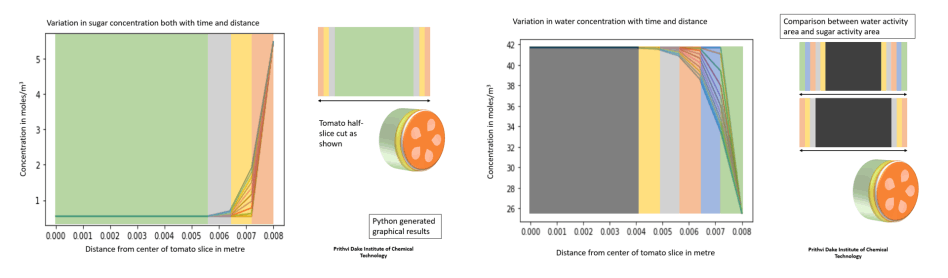 Variation in sugar concentration both with time and distance
Concentration in moles/m³
5
4
3
2
1
0.000 0.001 0.002 0.003 0.004 0.005 0.006 0.007 0.008
Distance from center of tomato slice in metre
Tomato half-
slice cut as
shown
Python generated
graphical results
Prithvi Dake Institute of Chemical
Technology
Variation in water concentration with time and distance
Concentration in moles/m³
42
40
38
36
34
32
30
28
26
0.000 0.001 0.002 0.003 0.004 0.005 0.006 0.007 0.008
Distance from center of tomato slice in metre
Comparison between water activity
area and sugar activity area
Prithvi Dake Institute of Chemical
Technology